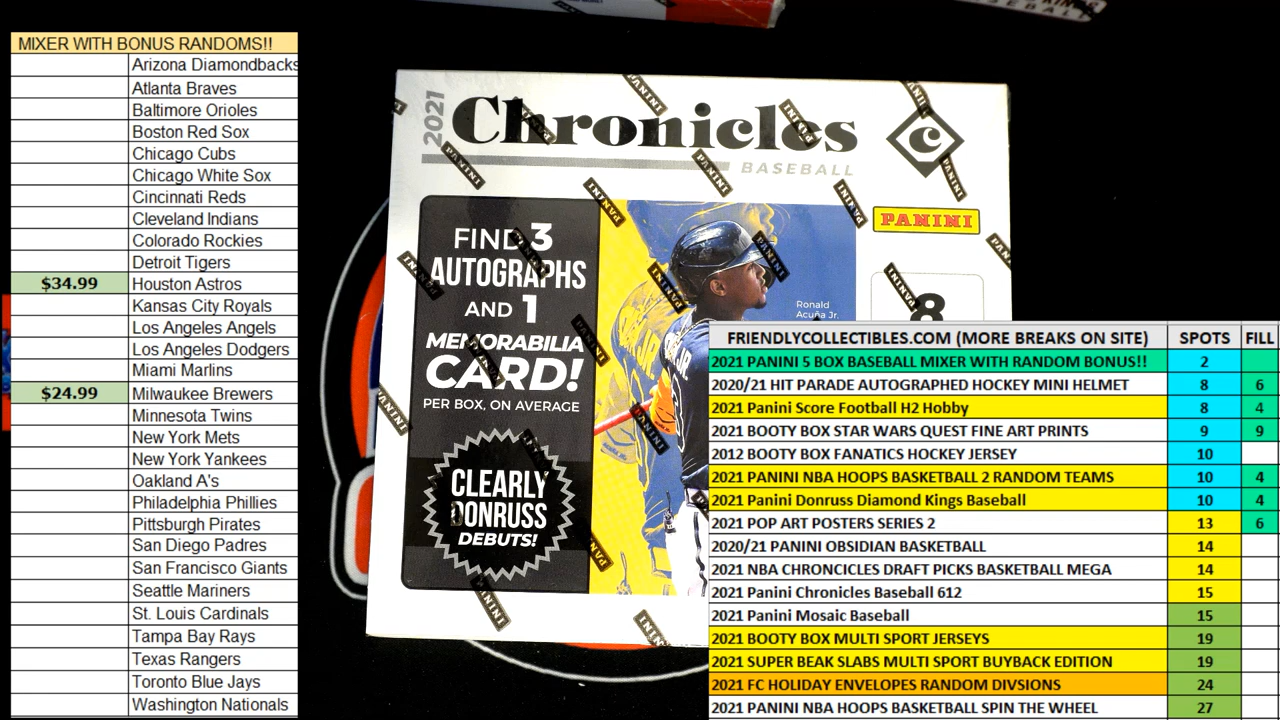 MIXER WITH BONUS RANDOMS!!
Arizona Diamondbacks
Atlanta Braves
Baltimore Orioles
Boston Red Sox
Chicago Cubs
Chicago White Sox
Cincinnati Reds
Cleveland Indians
Colorado Rockies
Detroit Tigers
$34.99 Houston Astros
Kansas City Royals
Los Angeles Angels
Los Angeles Dodgers
Miami Marlins
$24.99 Milwaukee Brewers
Minnesota Twins
New York Mets
New York Yankees
Oakland A's
Philadelphia Phillies
Pittsburgh Pirates
San Diego Padres
San Francisco Giants
Seattle Mariners
St. Louis Cardinals
Tampa Bay Rays
Texas Rangers
Toronto Blue Jays
Washington Nationals
2021 Chronicles
C
BASEBALL
PANINI
FIND 3
AUTOGRAPHS
AND 1
MEMORABILIA
CARD!
PER BOX, ON AVERAGE
CLEARLY
DONRUSS
DEBUTS!
Ronald
Acuña Jr.
8
FRIENDLYCOLLECTIBLES.COM (MORE BREAKS ON SITE) SPOTS FILL
2021 PANINI 5 BOX BASEBALL MIXER WITH RANDOM BONUS!! 2
2020/21 HIT PARADE AUTOGRAPHED HOCKEY MINI HELMET 8 6
2021 Panini Score Football H2 Hobby 8 4
2021 BOOTY BOX STAR WARS QUEST FINE ART PRINTS 9 9
2012 BOOTY BOX FANATICS HOCKEY JERSEY 10
2021 PANINI NBA HOOPS BASKETBALL 2 RANDOM TEAMS 10 4
2021 Panini Donruss Diamond Kings Baseball 10 4
2021 POP ART POSTERS SERIES 2 13 6
2020/21 PANINI OBSIDIAN BASKETBALL 14
2021 NBA CHRONCICLES DRAFT PICKS BASKETBALL MEGA 14
2021 Panini Chronicles Baseball 612 15
2021 Panini Mosaic Baseball 15
2021 BOOTY BOX MULTI SPORT JERSEYS 19
2021 SUPER BEAK SLABS MULTI SPORT BUYBACK EDITION 19
2021 FC HOLIDAY ENVELOPES RANDOM DIVSIONS 24
2021 PANINI NBA HOOPS BASKETBALL SPIN THE WHEEL 27